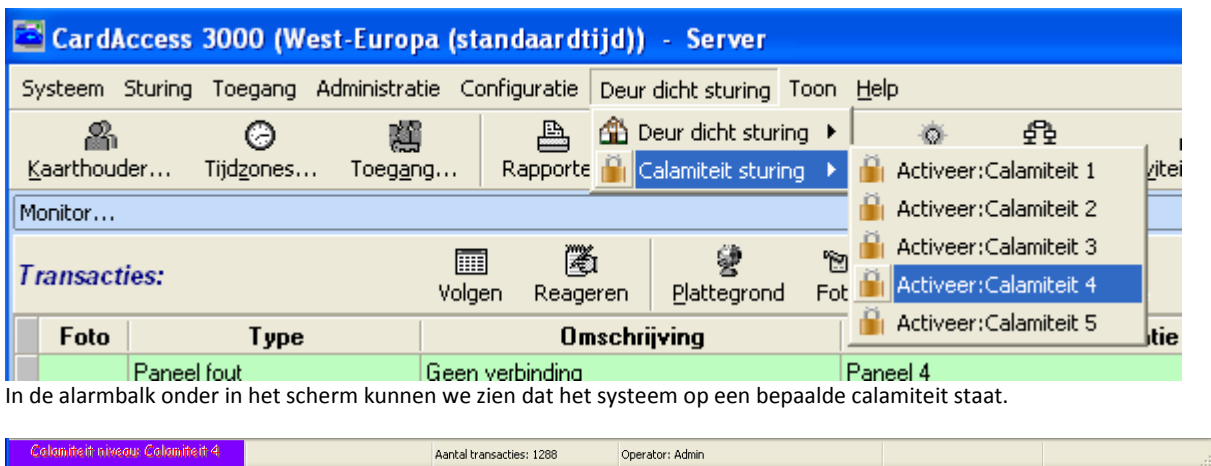 CardAccess 3000 (West-Europa (standaardtijd)) - Server
Systeem Sturing Toegang Administratie Configuratie Deur dicht sturing Toon Help
Kaarthouder... Tijdzones... Toegang... Rapporte
Deur dicht sturing
Calamiteit sturing
Activeer:Calamiteit 1
Activeer:Calamiteit 2
Activeer:Calamiteit 3
Activeer:Calamiteit 4
Activeer:Calamiteit 5
Monitor...
Transacties:
Volgen Reageren Plattegrond Fot
Foto Type Omschrijving tie
Paneel fout Geen verbinding Paneel 4
In de alarmbalk onder in het scherm kunnen we zien dat het systeem op een bepaalde calamiteit staat.
Calamiteit niveau: Calamiteit 4 Aantal transacties: 1288 Operator: Admin